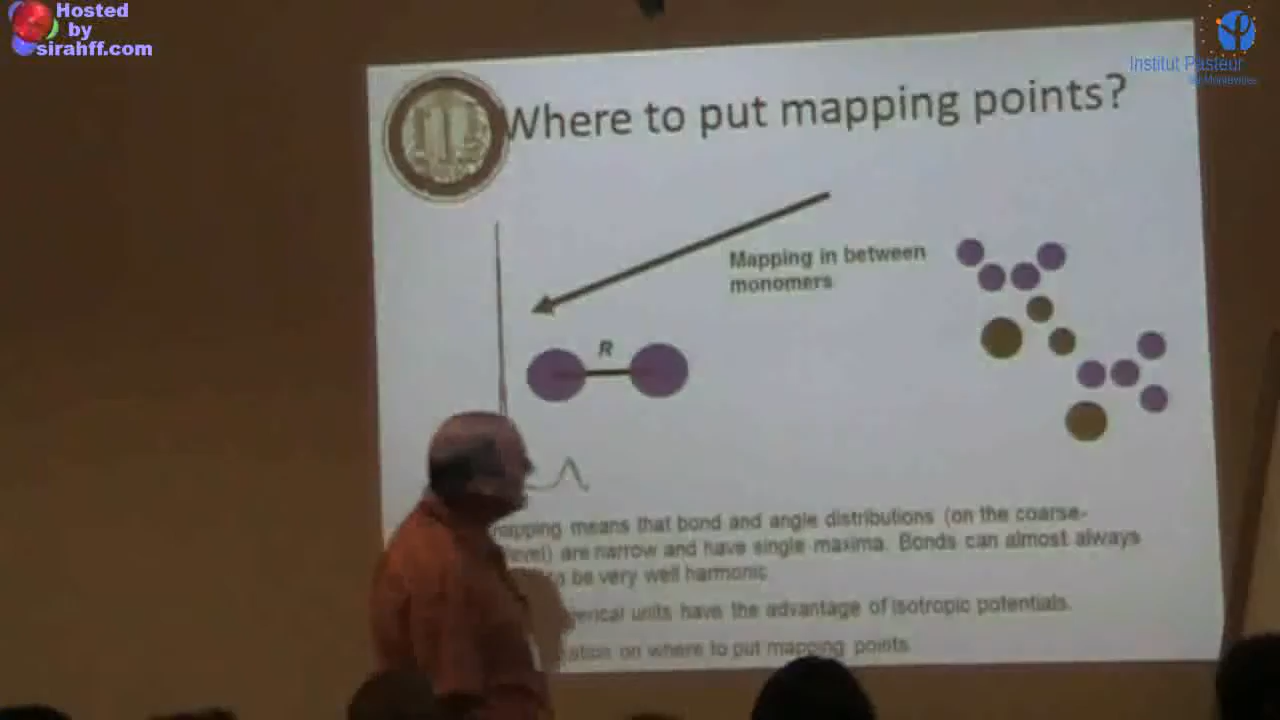 Hosted
by
sirahff.com
Institut Pasteur
de Montevideo
Where to put mapping points?
Mapping in between
monomers
R
mapping means that bond and angle distributions (on the coarse-
level) are narrow and have single maxima. Bonds can almost always
be very well harmonic
units have the advantage of isotropic potentials.
on where to put mapping points